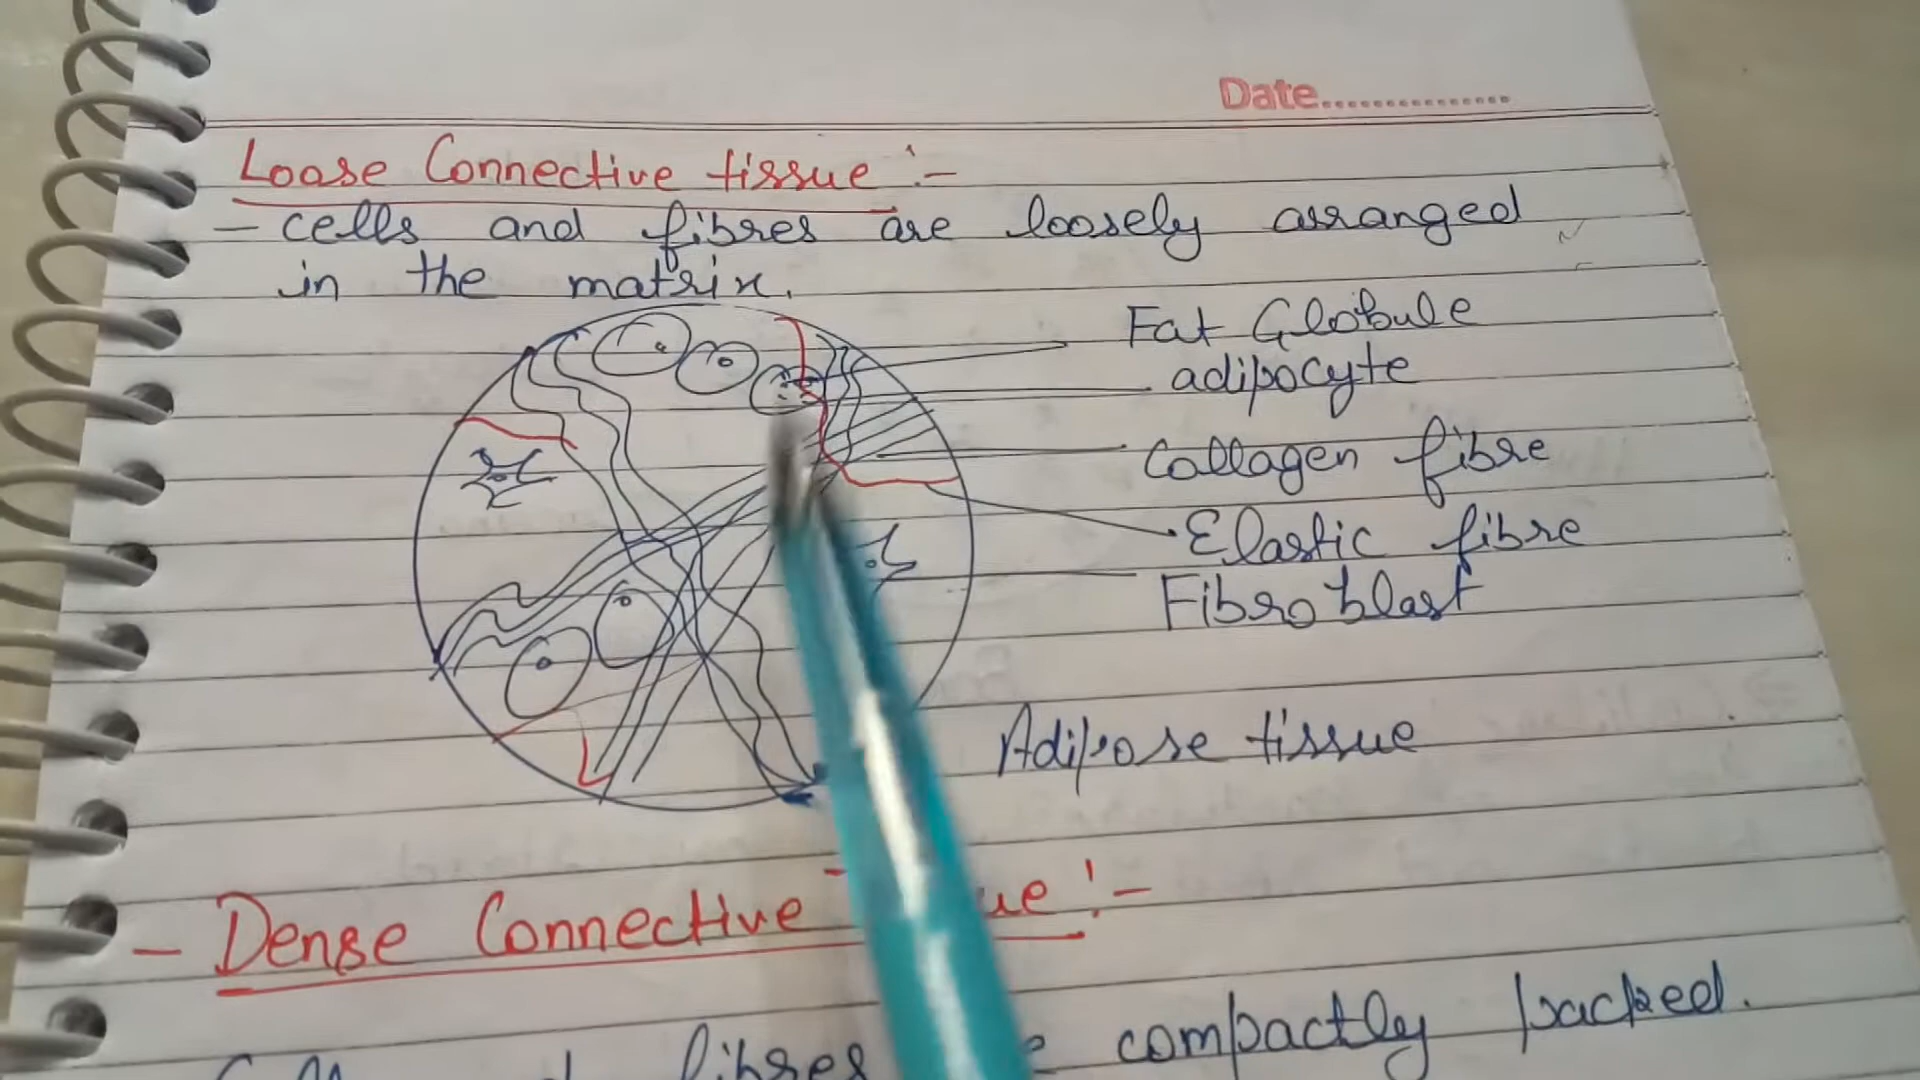 Date...............
Loose Connective tissue :-
- cells and fibres are loosely arranged
in the matrix.
Fat Globule
adipocyte
Collagen fibre
Elastic fibre
Fibroblast
Adipose tissue
- Dense Connective :-
fibres compactly packed.